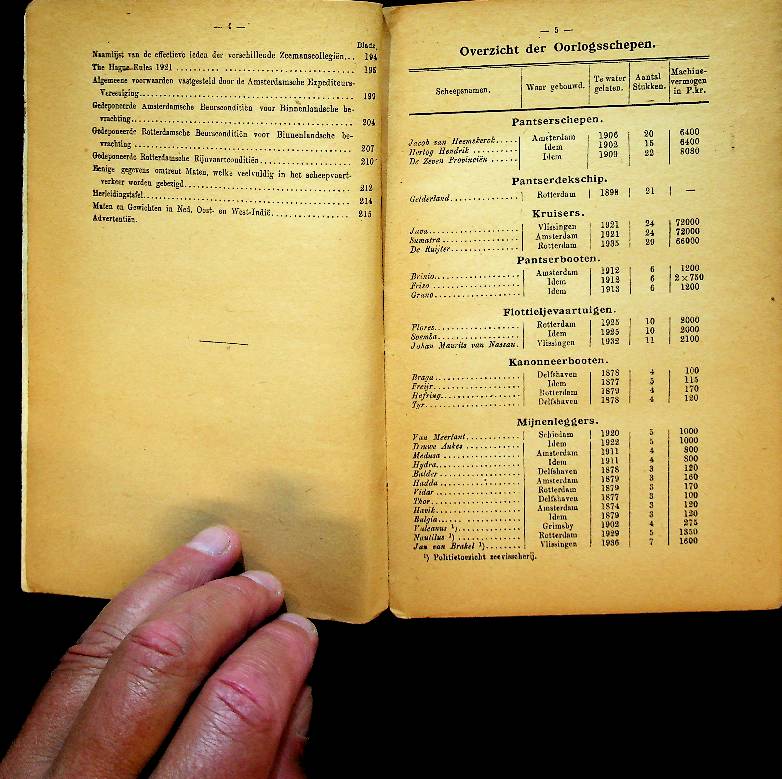 — 4 —
Bladz.
Naamlijst van de effectieve leden der verschillende Zeemanscollegiën... 194
The Hague Rules 1921 ........ 195
Algemeene voorwaarden vastgesteld door de Amsterdamsche Expediteurs-
Vereeniging........ 199
Gedeponeerde Amsterdamsche Beurscondiitiën voor Binnenlandsche be-
vrachting........ 204
Gedeponeerde Rotterdamsche Beursconditiën voor Binnenlandsche be-
vrachting........ 207
Gedeponeerde Rotterdamsche Rijnvaartconditiën........ 210
Eenige gegevens omtrent Maten, welke veelvuldig in het scheepvaart-
verkeer worden gebezigd........ 212
Herleidingstafel........ 214
Maten en Gewichten in Ned. Oost- en West-Indië........ 215
Advertentiën.
— 5 —
Overzicht der Oorlogsschepen.
Scheepsnamen. Waar gebouwd. Te water gelaten. Aantal Stukken. Machine-vermogen in P.kr.
Pantserschepen.
Jacob van Heemskerck..... Amsterdam 1906 20 6400
Hertog Hendrik ........ Idem 1902 15 6400
De Zeven Provinciën ..... Idem 1909 22 8080
Pantserdekschip.
Gelderland........ Rotterdam 1898 21 —
Kruisers.
Java........ Vlissingen 1921 24 72000
Sumatra........ Amsterdam 1921 24 72000
De Ruijter........ Rotterdam 1935 29 66000
Pantserbooten.
Brinio........ Amsterdam 1912 6 1200
Friso ........ Idem 1912 6 2 x 750
Gruno........ Idem 1913 6 1200
Flottieljevaartuigen.
Flores........ Rotterdam 1925 10 2000
Soemba........ Idem 1925 10 2000
Johan Maurits van Nassau. Vlissingen 1932 11 2100
Kanonneerbooten.
Braga........ Delfshaven 1878 4 100
Freijr........ Idem 1877 5 115
Hefring........ Rotterdam 1879 4 170
Tyr........ Delfshaven 1878 4 120
Mijnenleggers.
Van Meerlant........ Schiedam 1920 5 1000
Douwe Aukes ........ Idem 1922 5 1000
Medusa ........ Amsterdam 1911 4 800
Hydra........ Idem 1911 4 800
Balder........ Delfshaven 1878 3 120
Hadda ........ Amsterdam 1879 3 160
Vidar ........ Rotterdam 1879 3 170
Thor........ Delfshaven 1877 3 100
Havik........ Amsterdam 1874 3 120
Bulgia........ Idem 1879 3 120
Vulcanus ¹)........ Grimsby 1902 4 275
Nautilus ¹)........ Rotterdam 1929 5 1350
Jan van Brakel ¹)....... Vlissingen 1936 7 1600
¹) Politietoezicht zeevisscherij.